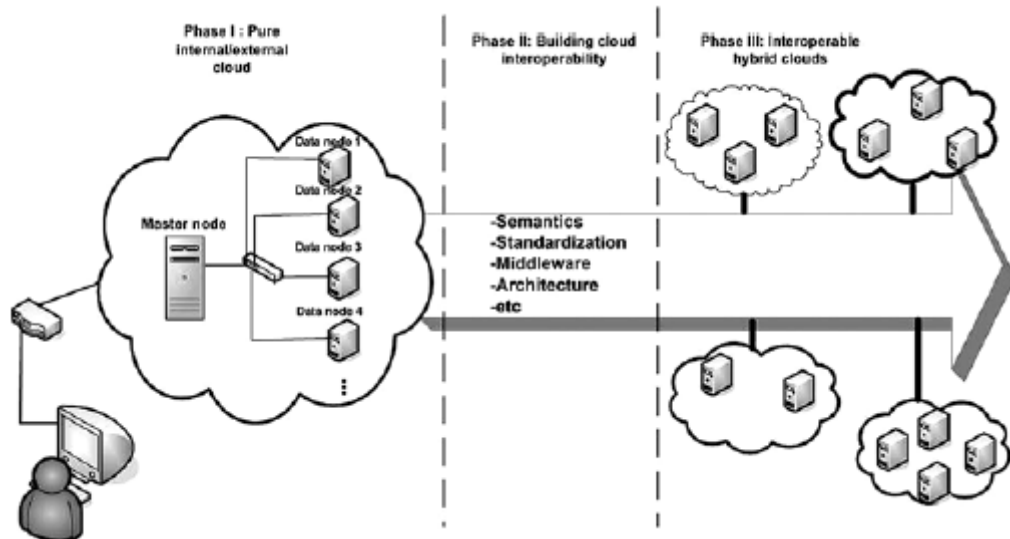 Phase I : Pure
internal/external
cloud
Phase II: Building cloud
interoperability
Phase III: Interoperable
hybrid clouds
Data node 1
Data node 2
Master node
Data node 3
Data node 4
-Semantics
-Standardization
-Middleware
-Architecture
-etc